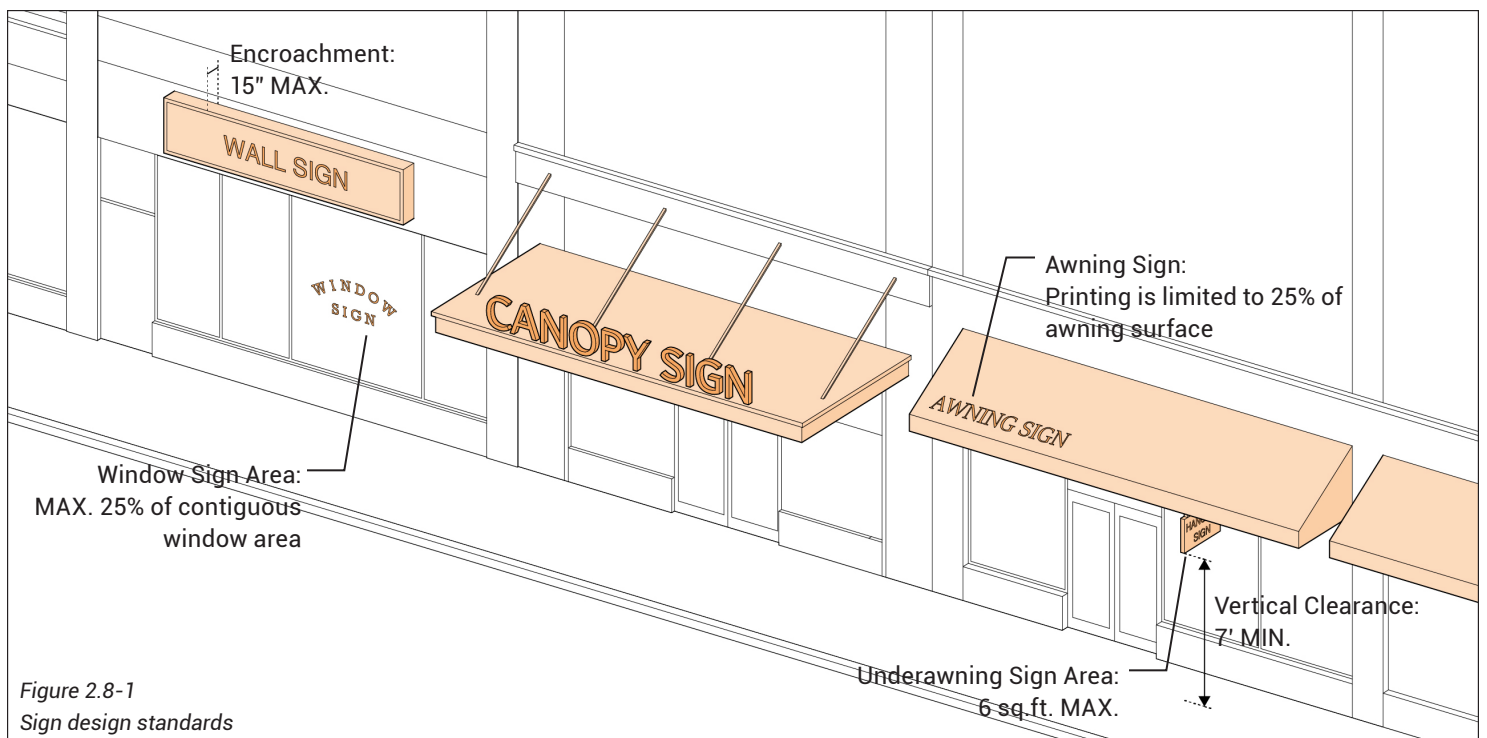 Encroachment:
15" MAX.
WALL SIGN
WINDOW
SIGN
CANOPY SIGN
Awning Sign:
Printing is limited to 25% of
awning surface
AWNING SIGN
Window Sign Area:
MAX. 25% of contiguous
window area
SIGN
Vertical Clearance:
7' MIN.
Underawning Sign Area:
6 sq.ft. MAX.
Figure 2.8-1
Sign design standards